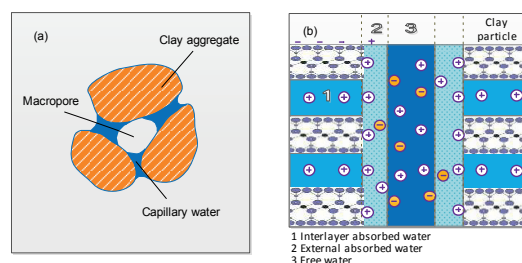 (a)
Clay aggregate
Macropore
Capillary water
(b)
2
3
Clay
particle
1
1 Interlayer absorbed water
2 External absorbed water
3 Free water